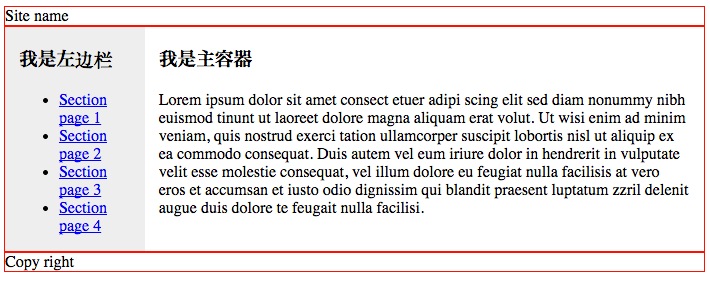 Site name
我是左边栏
Section
page 1
Section
page 2
Section
page 3
Section
page 4
我是主容器
Lorem ipsum dolor sit amet consect etuer adipi scing elit sed diam nonummy nibh
euismod tinunt ut laoreet dolore magna aliquam erat volut. Ut wisi enim ad minim
veniam, quis nostrud exerci tation ullamcorper suscipit lobortis nisl ut aliquip ex
ea commodo consequat. Duis autem vel eum iriure dolor in hendrerit in vulputate
velit esse molestie consequat, vel illum dolore eu feugiat nulla facilisis at vero
eros et accumsan et iusto odio dignissim qui blandit praesent luptatum zzril delenit
augue duis dolore te feugait nulla facilisi.
Copy right